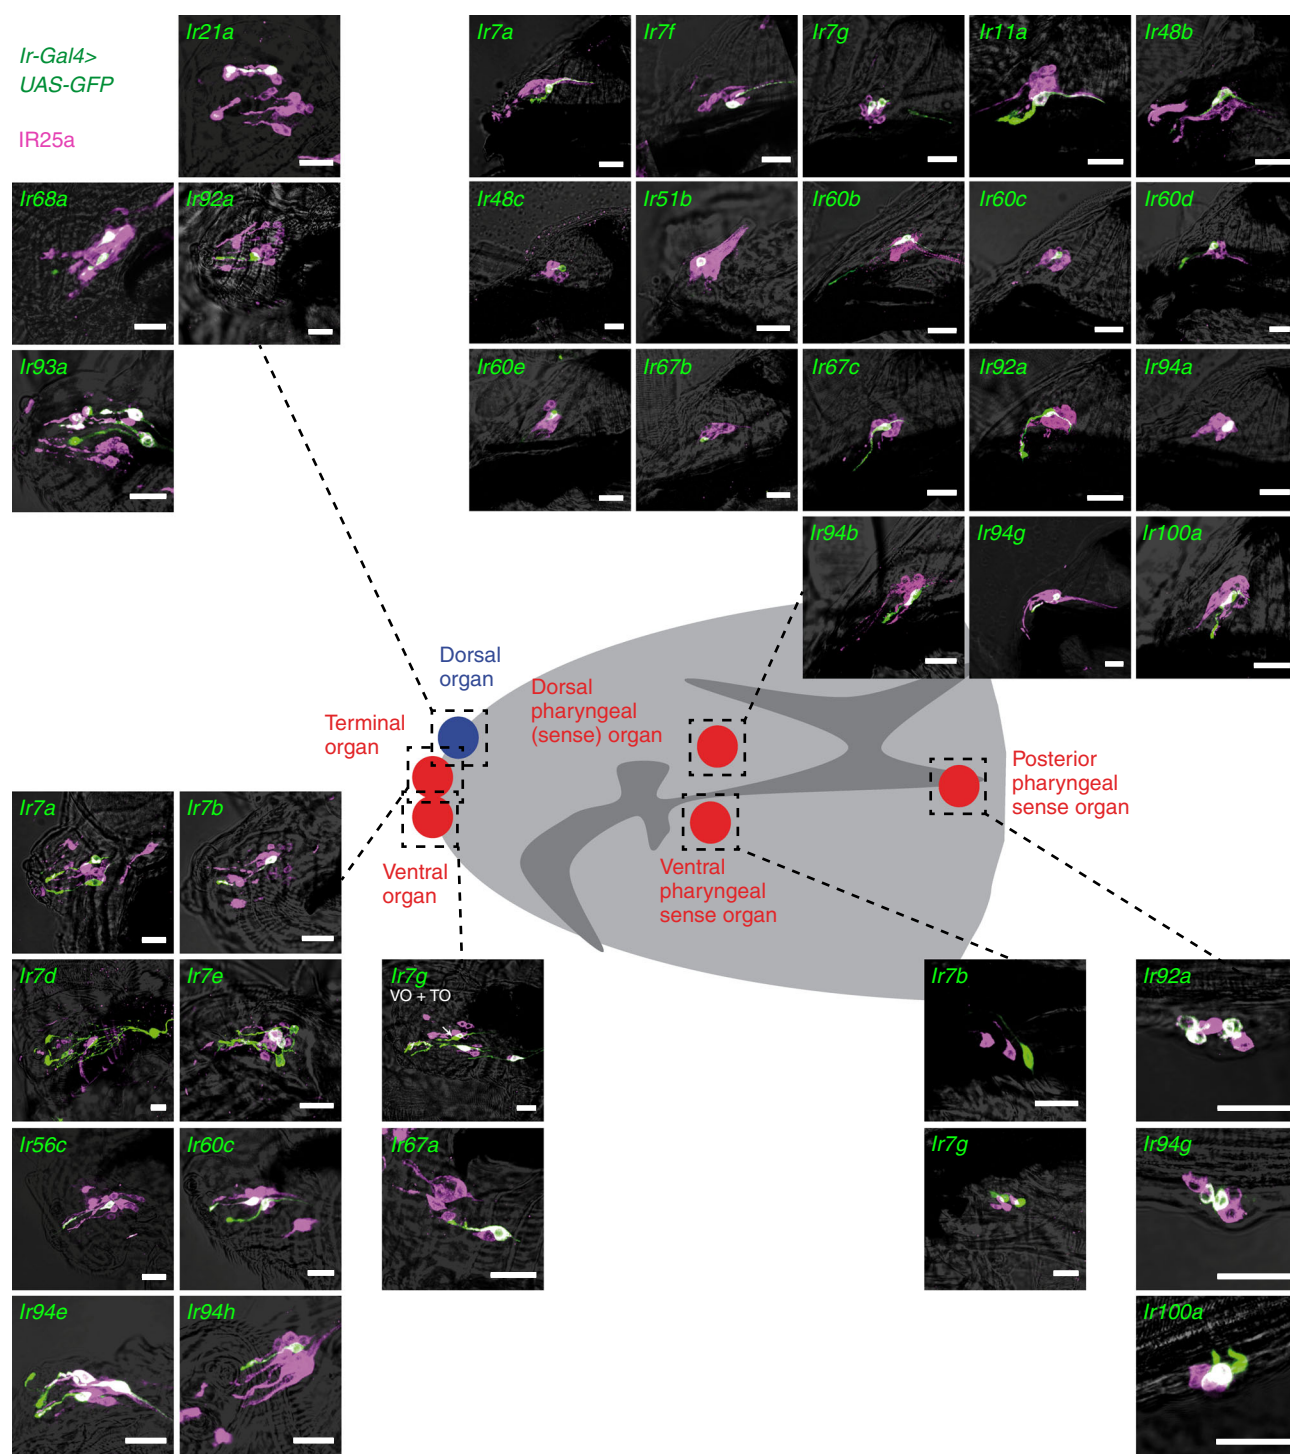 Ir-Gal4>
UAS-GFP
IR25a
Ir21a
Ir68a
Ir92a
Ir93a
Ir7a
Ir7f
Ir7g
Ir11a
Ir48b
Ir48c
Ir51b
Ir60b
Ir60c
Ir60d
Ir60e
Ir67b
Ir67c
Ir92a
Ir94a
Ir94b
Ir94g
Ir100a
Dorsal
organ
Terminal
organ
Ventral
organ
Dorsal
pharyngeal
(sense) organ
Ventral
pharyngeal
sense organ
Posterior
pharyngeal
sense organ
Ir7a
Ir7b
Ir7d
Ir7e
Ir56c
Ir60c
Ir94e
Ir94h
Ir7g
VO + TO
Ir67a
Ir7b
Ir7g
Ir92a
Ir94g
Ir100a